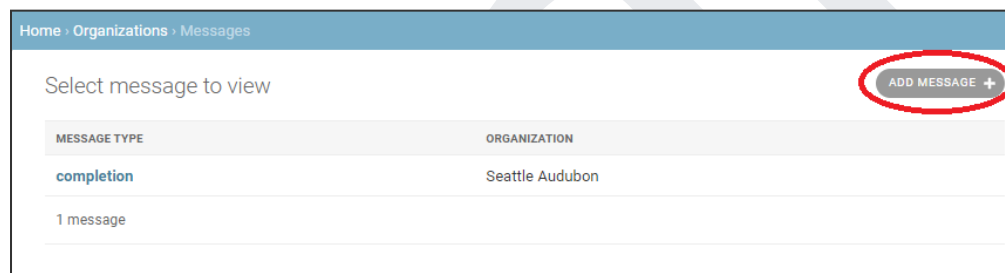 Home › Organizations › Messages
Select message to view
ADD MESSAGE +
MESSAGE TYPE ORGANIZATION
completion Seattle Audubon
1 message